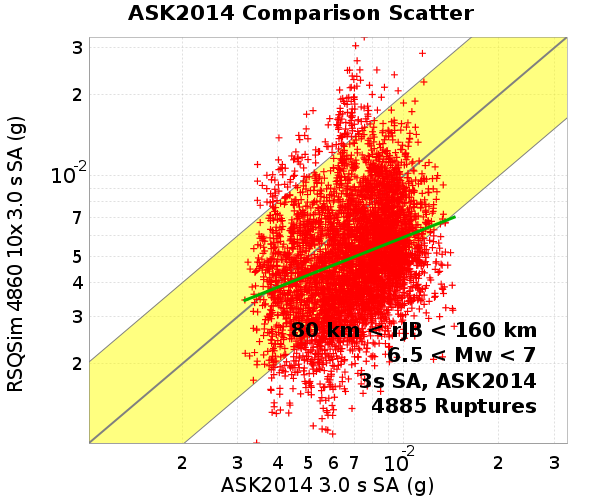 ASK2014 Comparison Scatter
RSQSim 4860 10x 3.0 s SA (g)
3
2
10-2
7
5
4
3
2
80 km < rJB < 160 km
6.5 < Mw < 7
3s SA, ASK2014
4885 Ruptures
2 3 4 5 6 7 10-2 2 3
ASK2014 3.0 s SA (g)